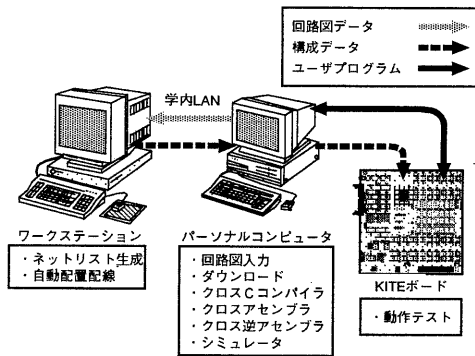 回路図データ
構成データ
ユーザプログラム
学内LAN
ワークステーション
・ネットリスト生成
・自動配置配線
パーソナルコンピュータ
・回路図入力
・ダウンロード
・クロスCコンパイラ
・クロスアセンブラ
・クロス逆アセンブラ
・シミュレータ
KITEボード
・動作テスト